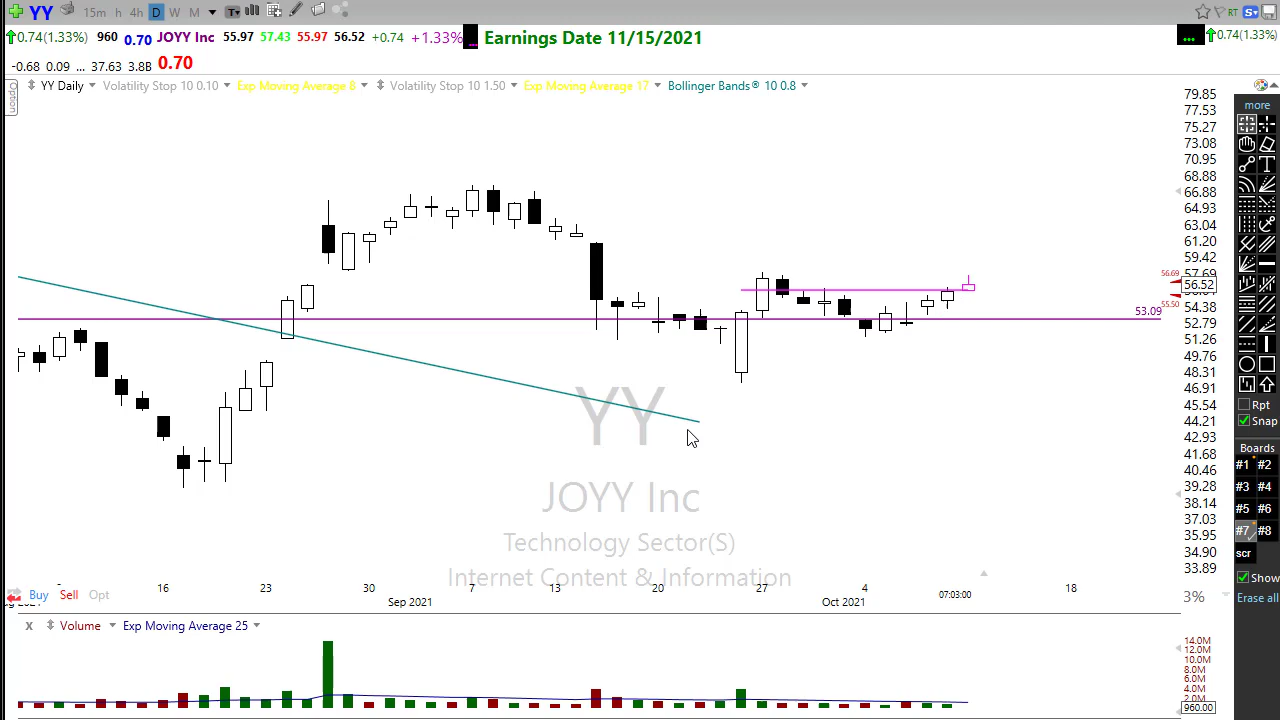 YY 15m h 4h D W M T RT S
0.74(1.33%) 960 0.70 JOYY Inc 55.97 57.43 55.97 56.52 +0.74 +1.33% ... Earnings Date 11/15/2021 ... 0.74(1.33%)
-0.68 0.09 ... 37.63 3.8B 0.70
Option
YY Daily Volatility Stop 10 0.10 Exp Moving Average 8 Volatility Stop 10 1.50 Exp Moving Average 17 Bollinger Bands® 10 0.8
79.85
77.53
75.27
73.08
70.95
68.88
66.88
64.93
63.04
61.20
59.42
57.69
56.69
56.52
55.50
54.38
53.09
52.79
51.26
49.76
48.31
46.91
45.54
44.21
42.93
41.68
40.46
39.28
38.14
37.03
35.95
34.90
33.89
more
T
Rpt
Snap
Boards
#1 #2
#3 #4
#5 #6
#7 #8
scr
Show
Erase all
YY
JOYY Inc
Technology Sector(S)
Internet Content & Information
16 23 30 7 13 20 27 4 07:03:00 18
Sep 2021 Oct 2021
Buy Sell Opt
3%
x Volume Exp Moving Average 25
14.0M
12.0M
10.0M
8.0M
6.0M
4.0M
2.0M
960.00